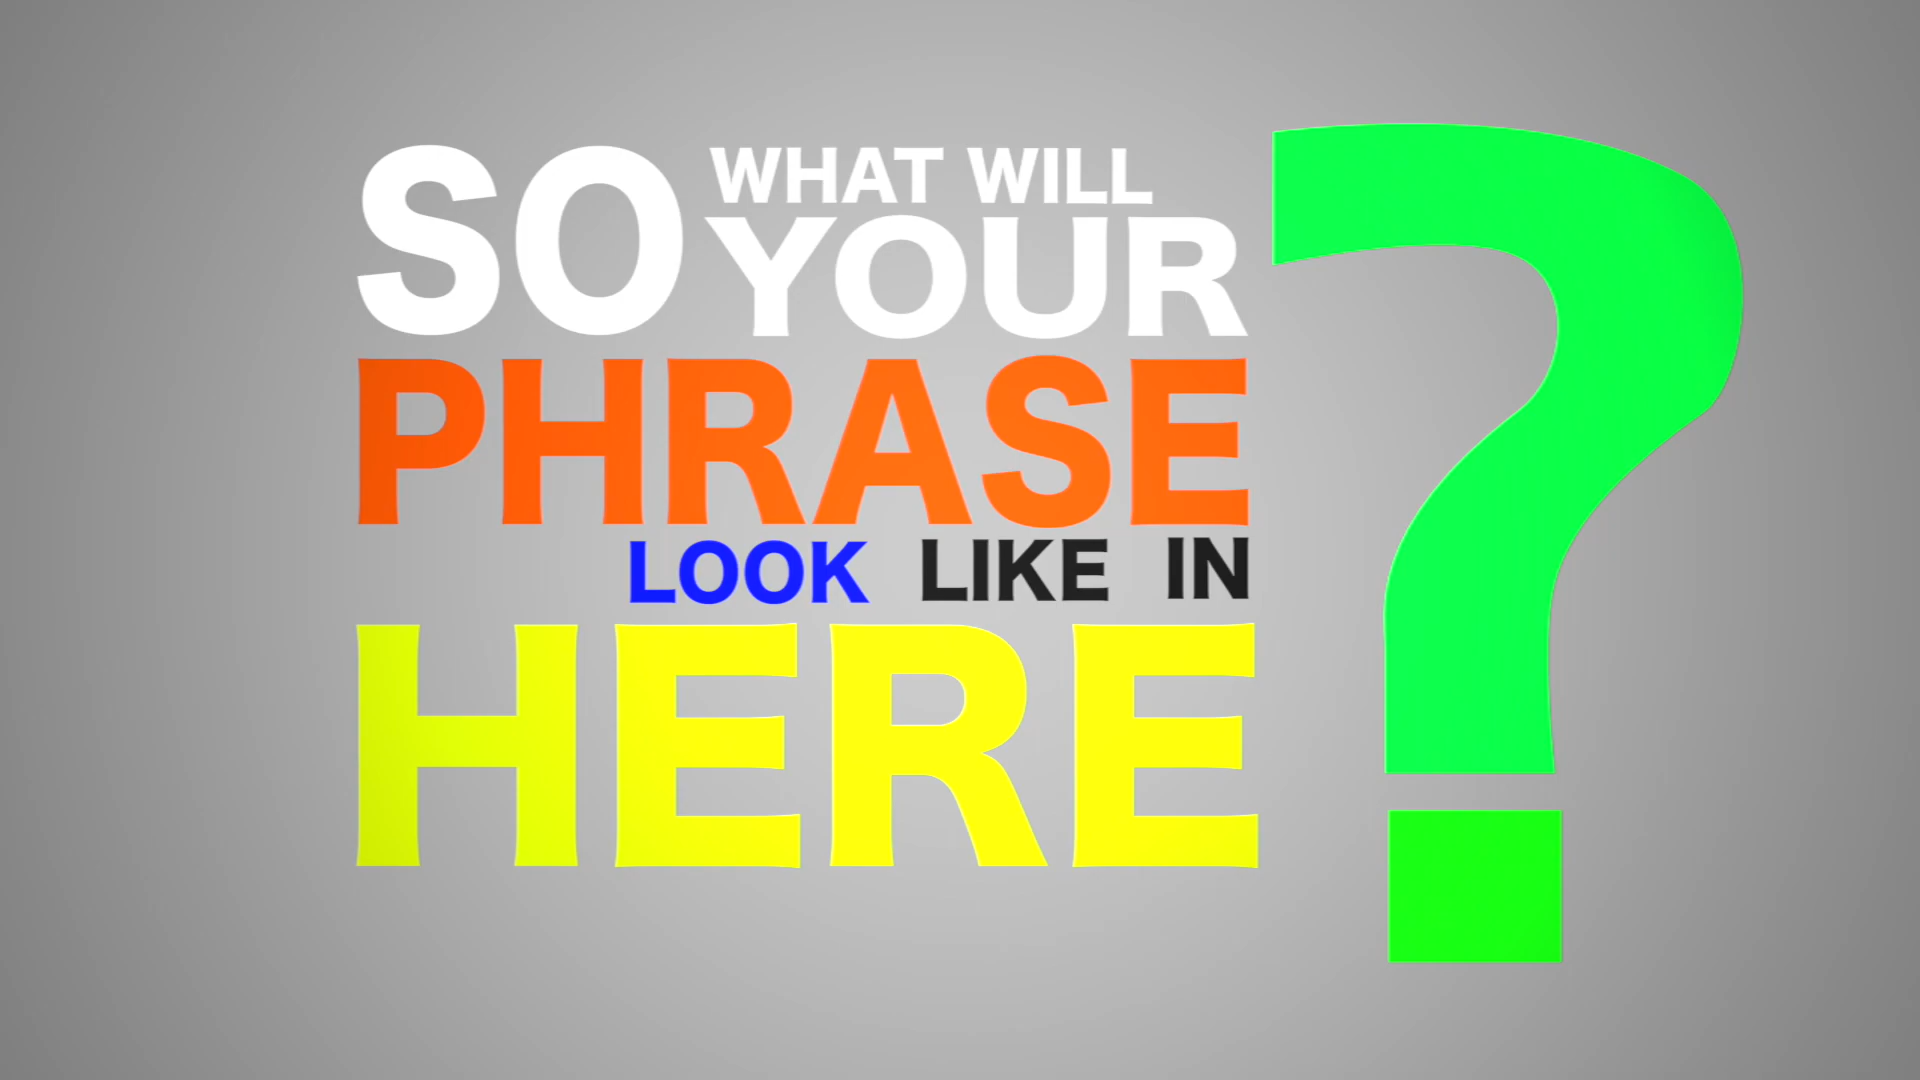 SO WHAT WILL
YOUR
PHRASE
LOOK LIKE IN
HERE?